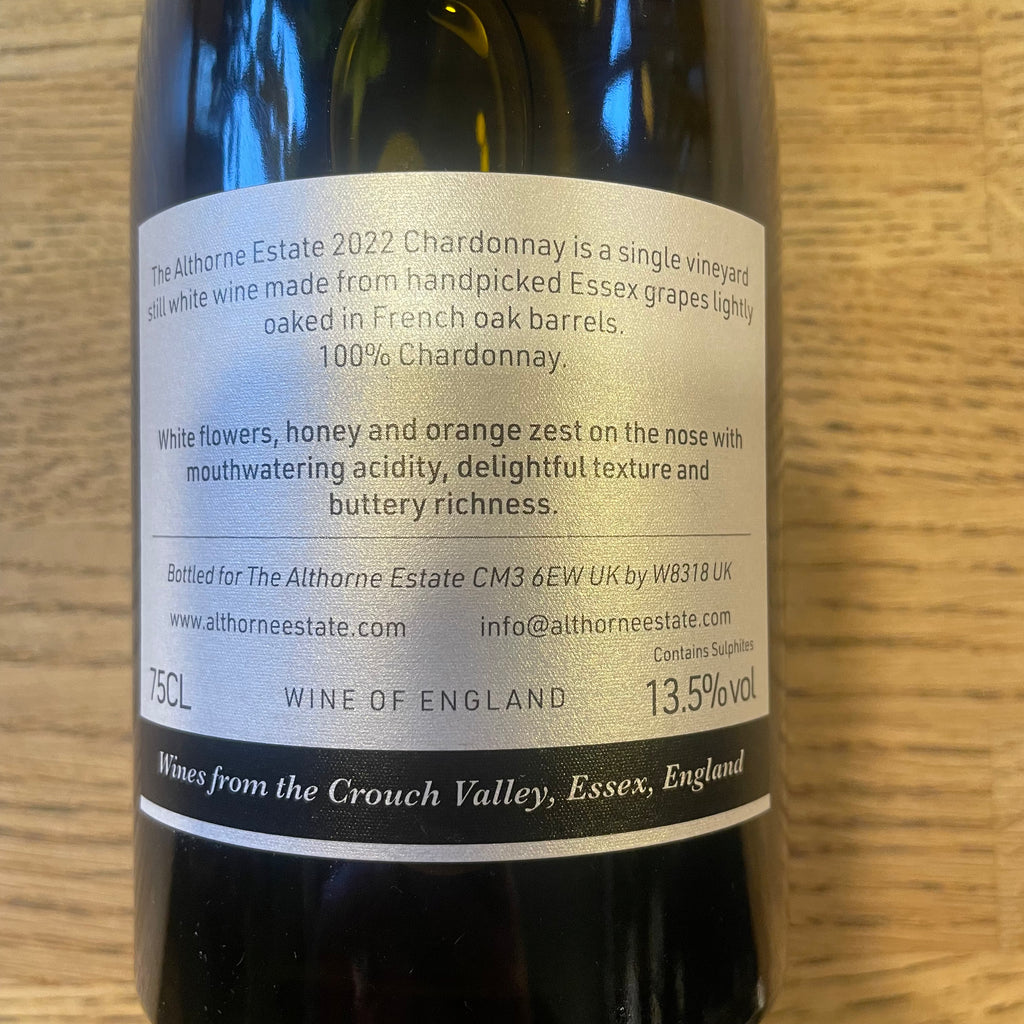 The Althorne Estate 2022 Chardonnay is a single vineyard
still white wine made from handpicked Essex grapes lightly
oaked in French oak barrels.
100% Chardonnay.
White flowers, honey and orange zest on the nose with
mouthwatering acidity, delightful texture and
buttery richness.
Bottled for The Althorne Estate CM3 6EW UK by W8318 UK
www.althorneestate.com info@althorneestate.com
Contains Sulphites
75CL WINE OF ENGLAND 13.5%vol
Wines from the Crouch Valley, Essex, England